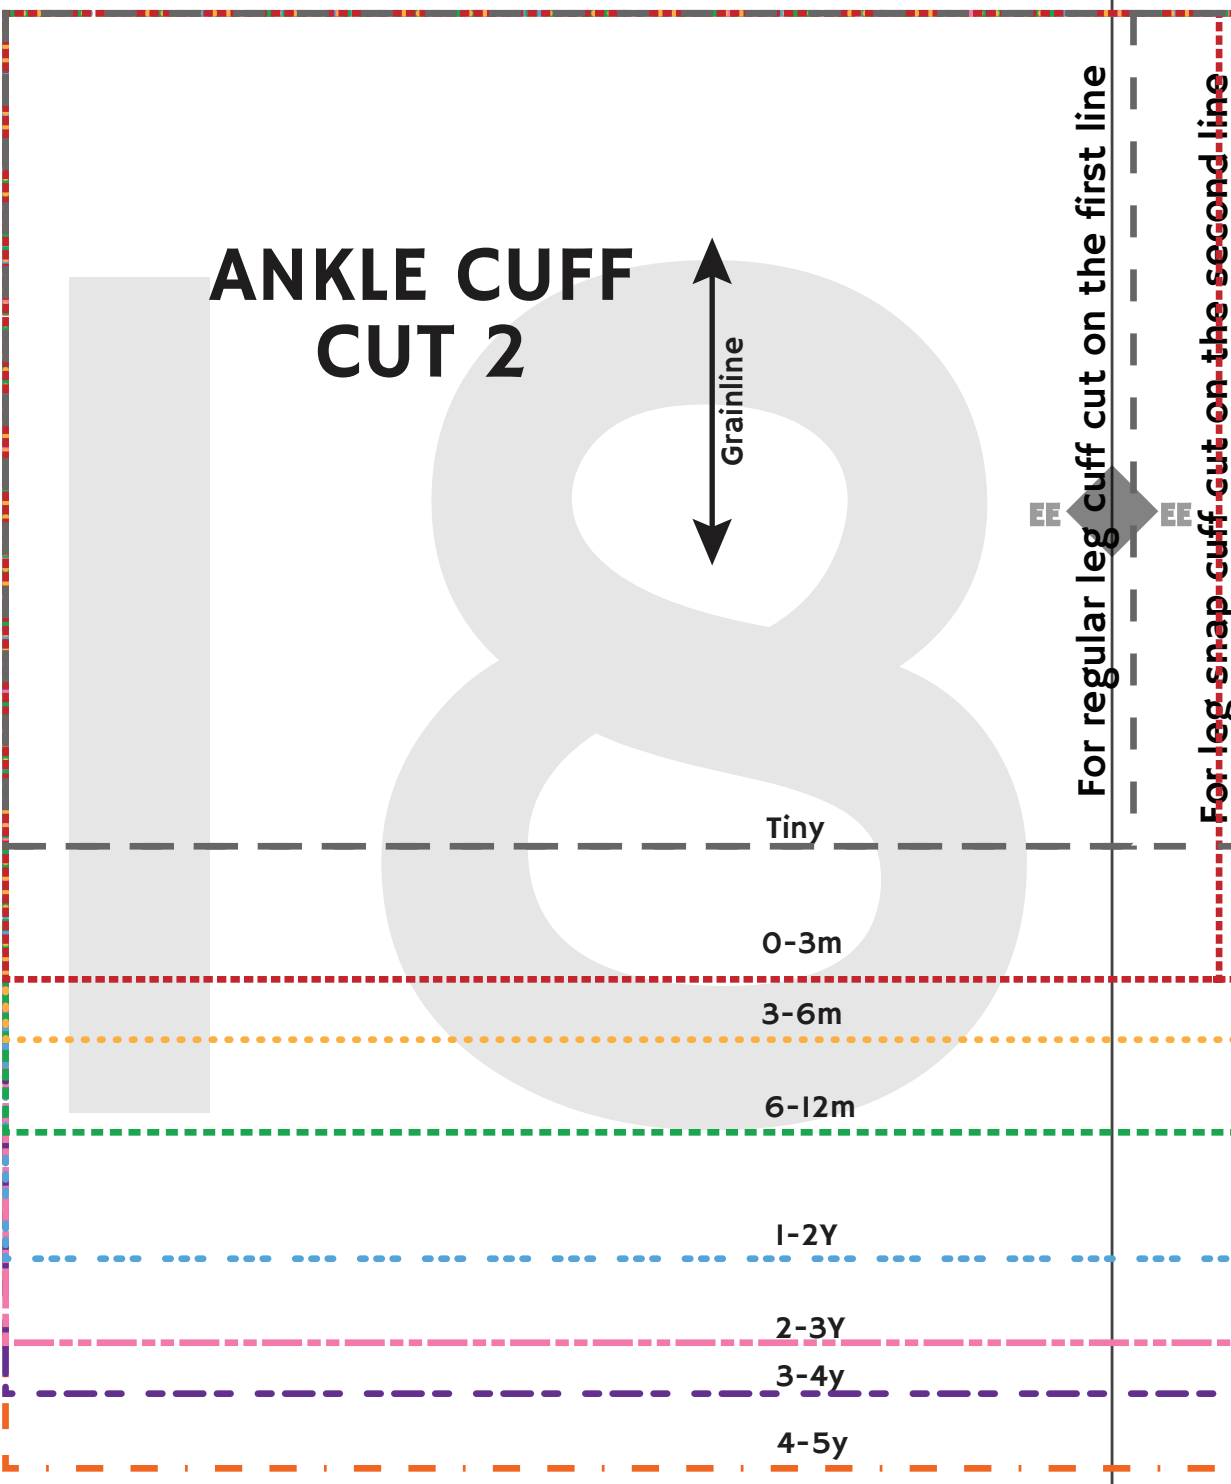 ANKLE CUFF
CUT 2
Grainline
For regular leg cuff cut on the first line
For leg snap cuff cut on the second line
18
EE
EE
Tiny
0-3m
3-6m
6-12m
1-2Y
2-3Y
3-4y
4-5y